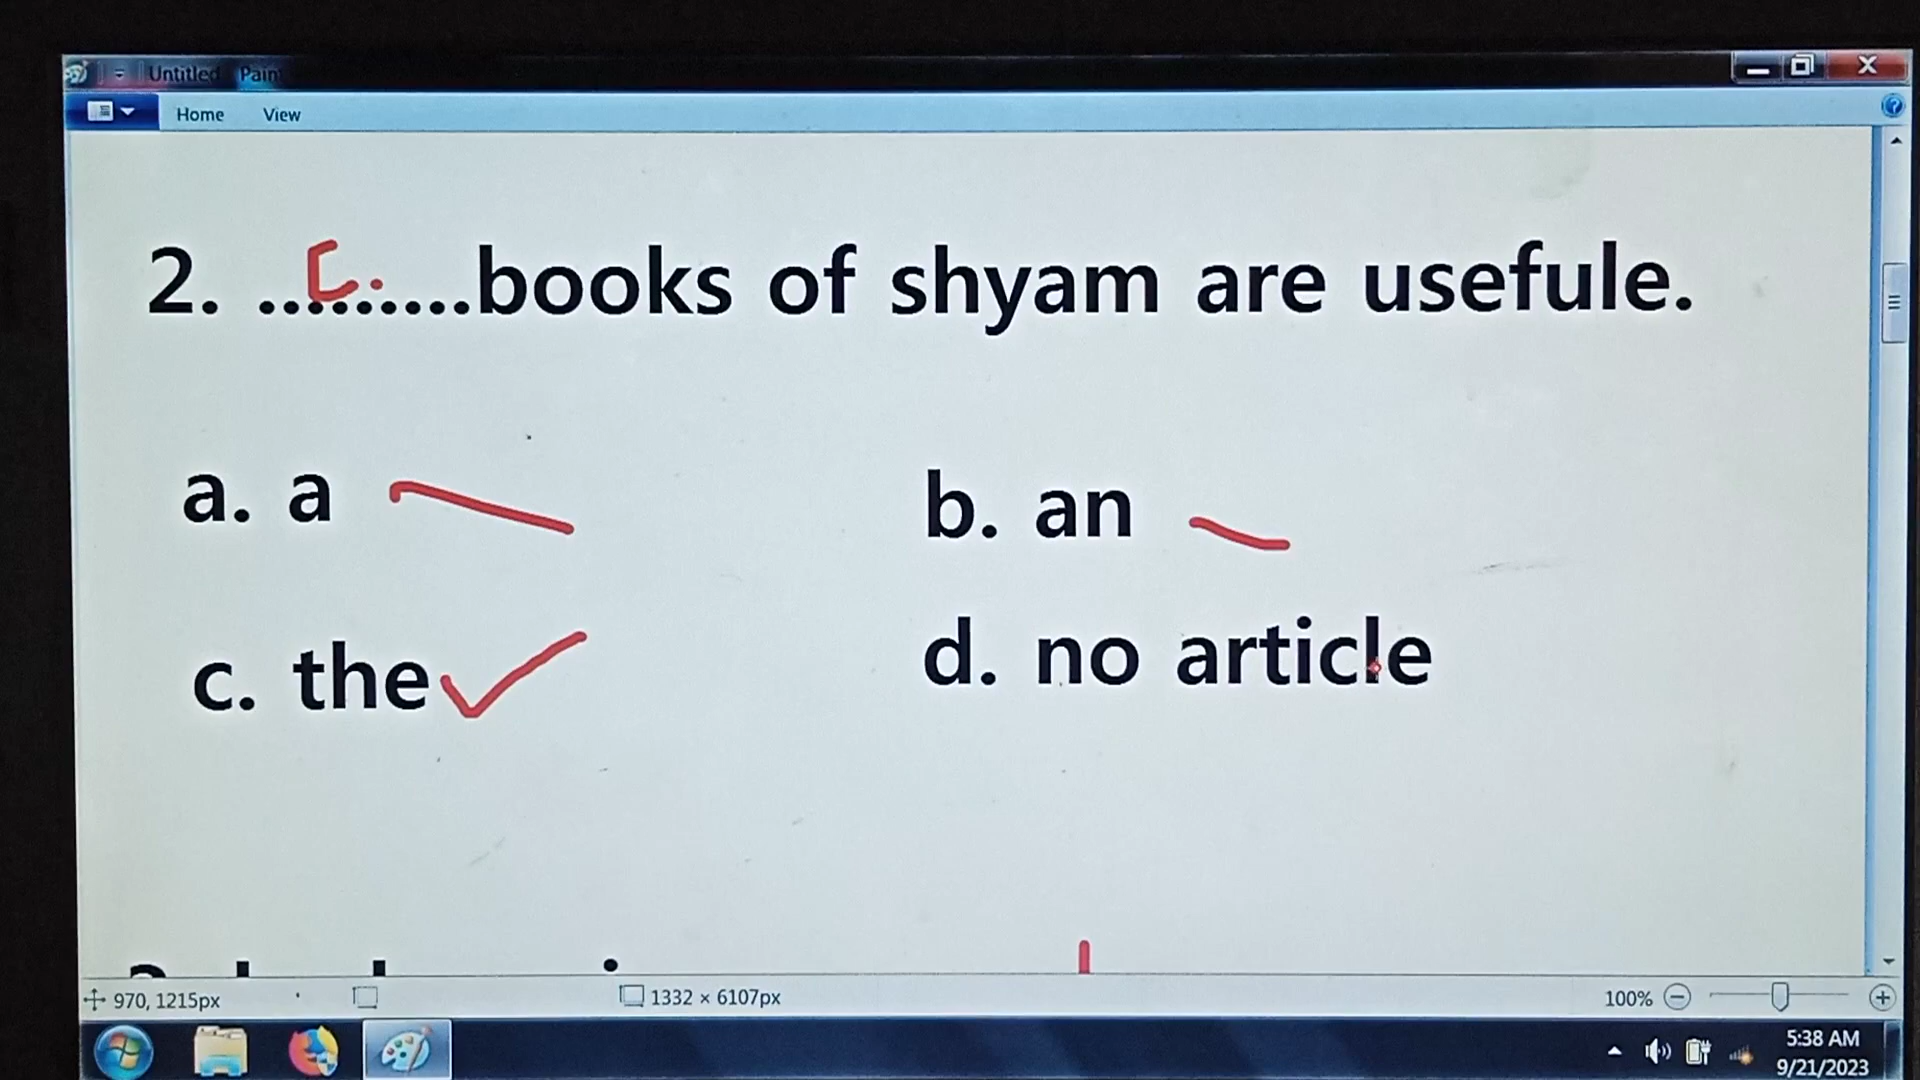 Untitled Pain
Home View
2. .........books of shyam are usefule.
c.
a. a b. an
c. the d. no article
970, 1215px 1332 × 6107px 100%
5:38 AM
9/21/2023